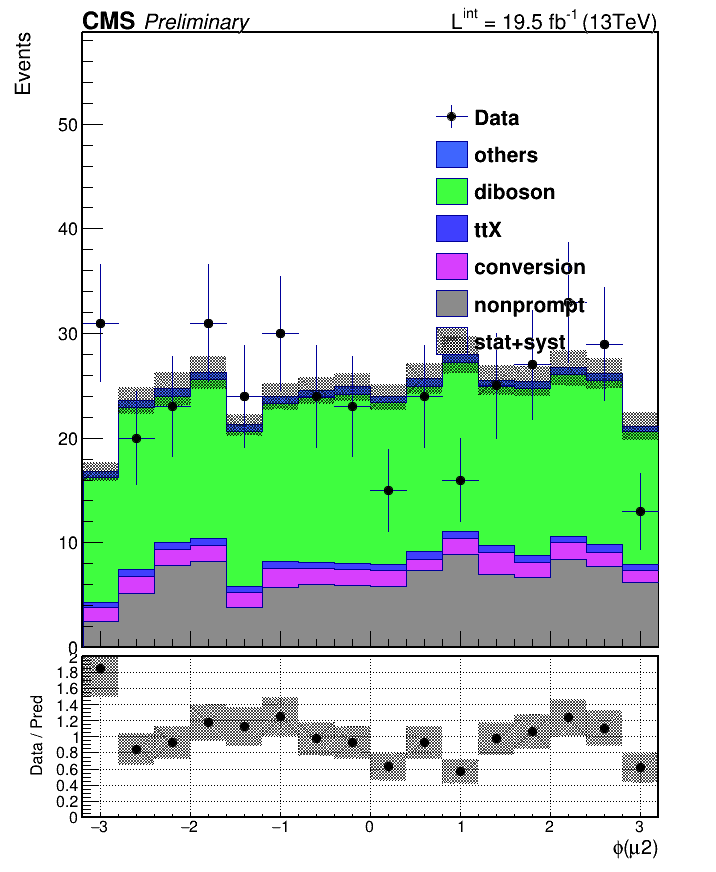 CMS Preliminary
L^int = 19.5 fb^-1 (13TeV)
Events
50
40
30
20
10
0
Data
others
diboson
ttX
conversion
nonprompt
stat+syst
Data / Pred
2
1.8
1.6
1.4
1.2
1
0.8
0.6
0.4
0.2
0
−3 −2 −1 0 1 2 3
ϕ(μ2)